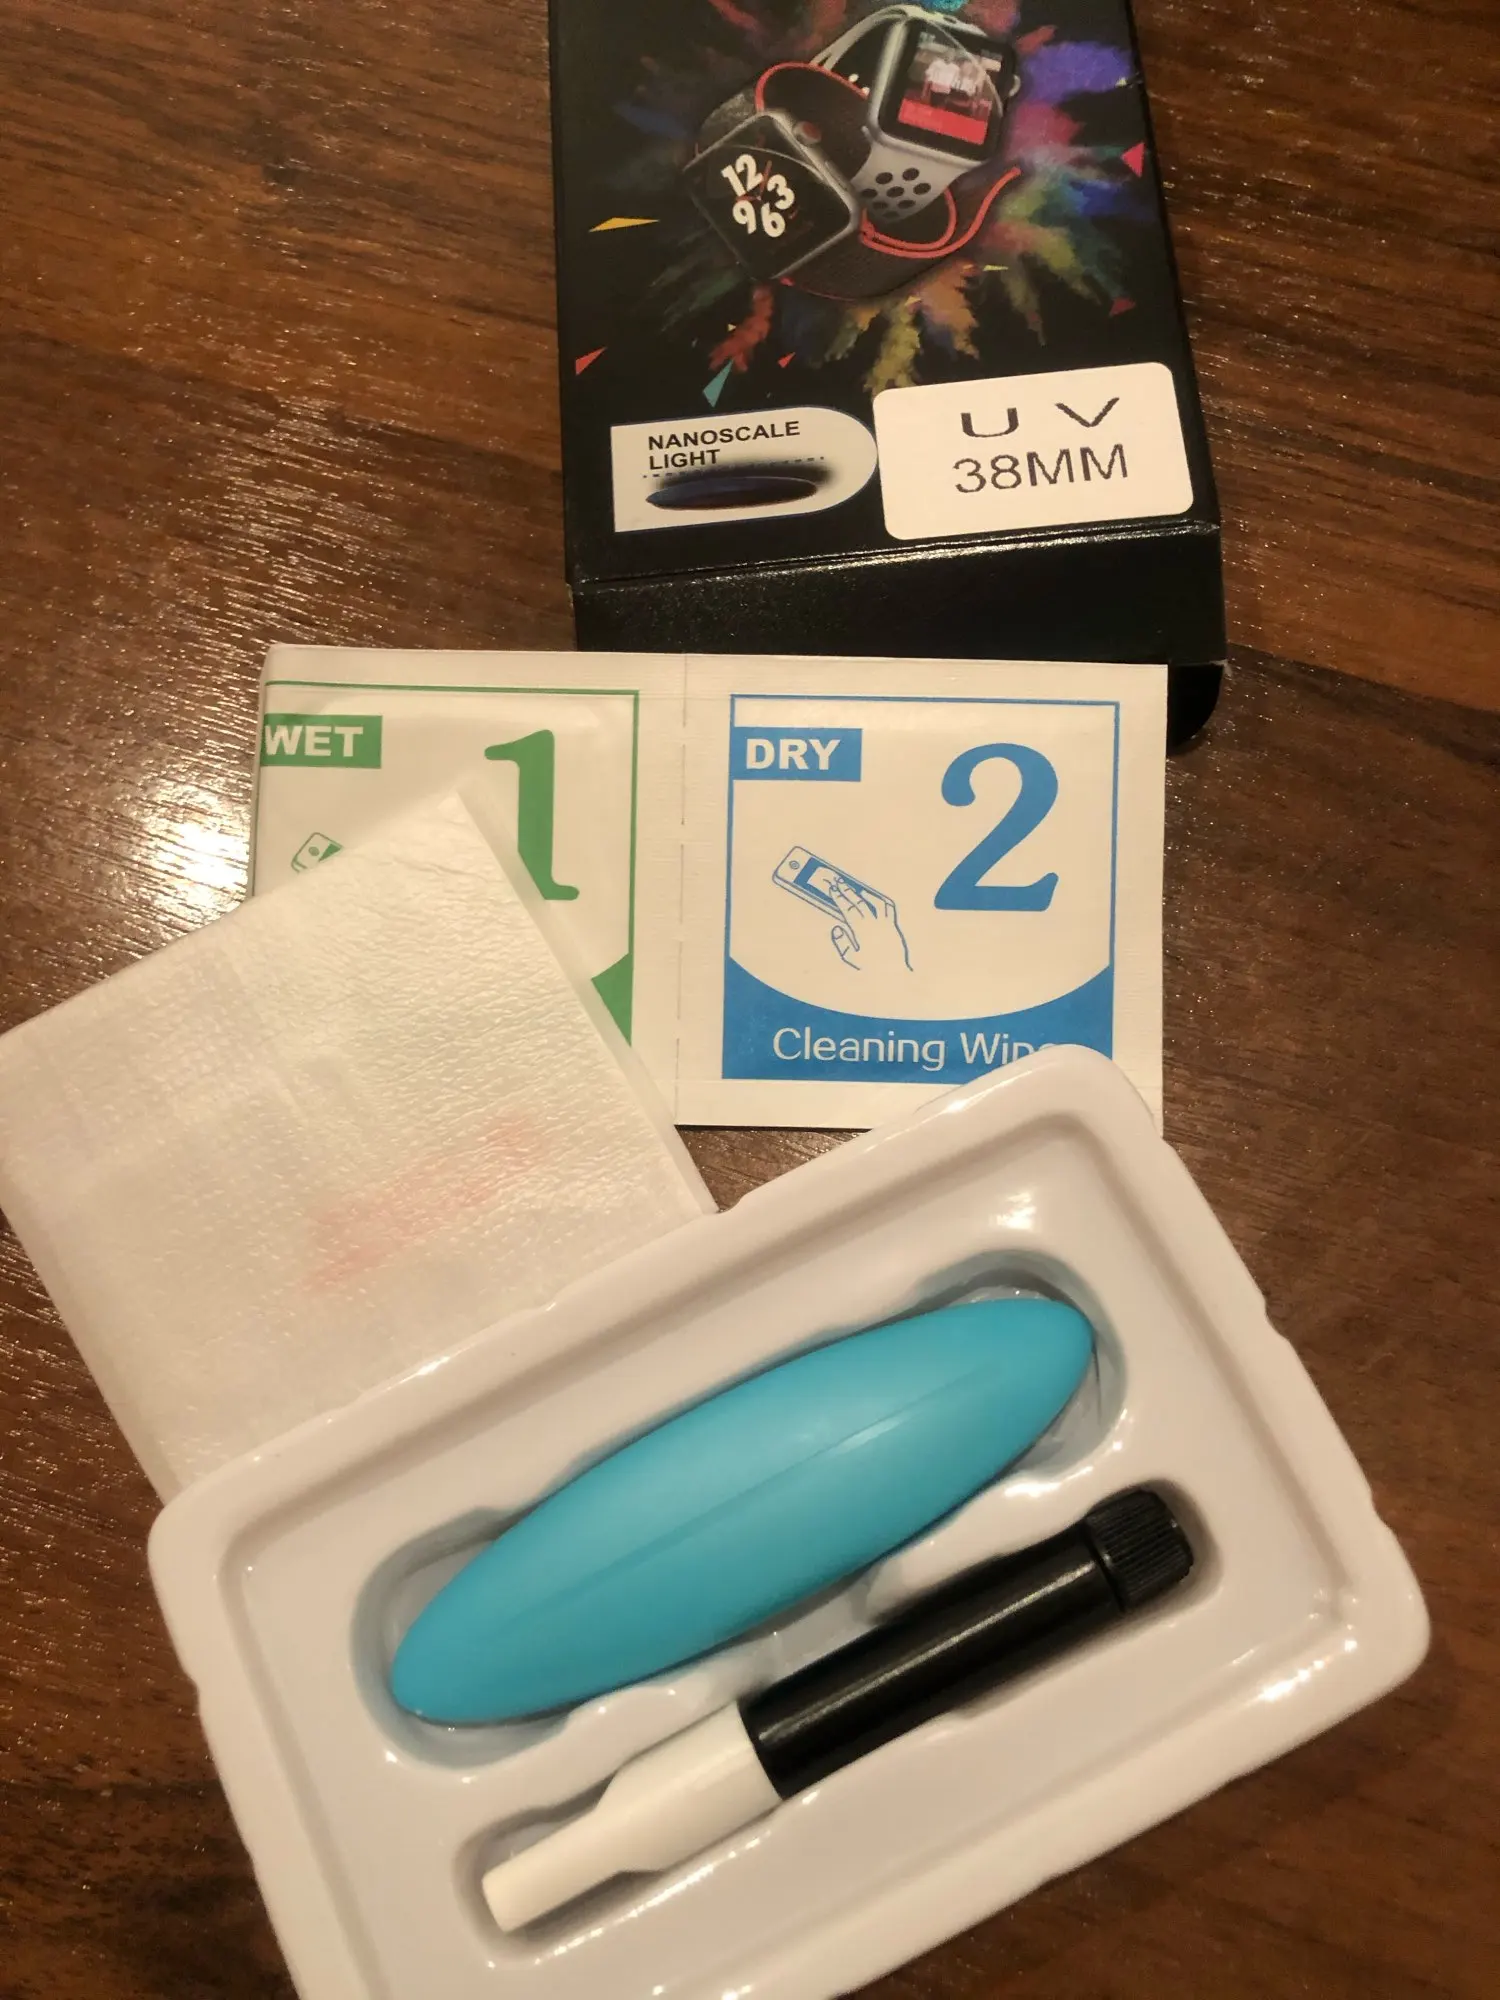 12
3
9
6
NANOSCALE
LIGHT
U V
38MM
WET
1
DRY
2
Cleaning